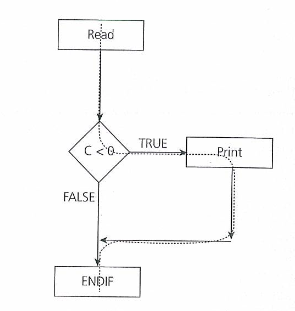 Read
C < 0
TRUE
Print
FALSE
ENDIF